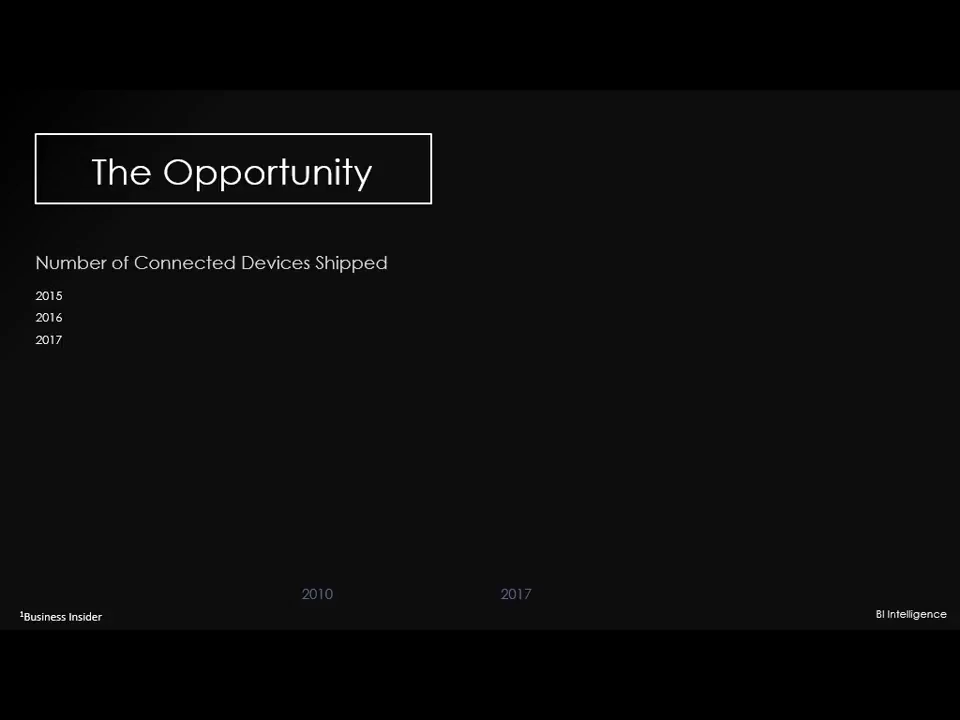 The Opportunity
Number of Connected Devices Shipped
2015
2016
2017
2010 2017
¹Business Insider
BI Intelligence